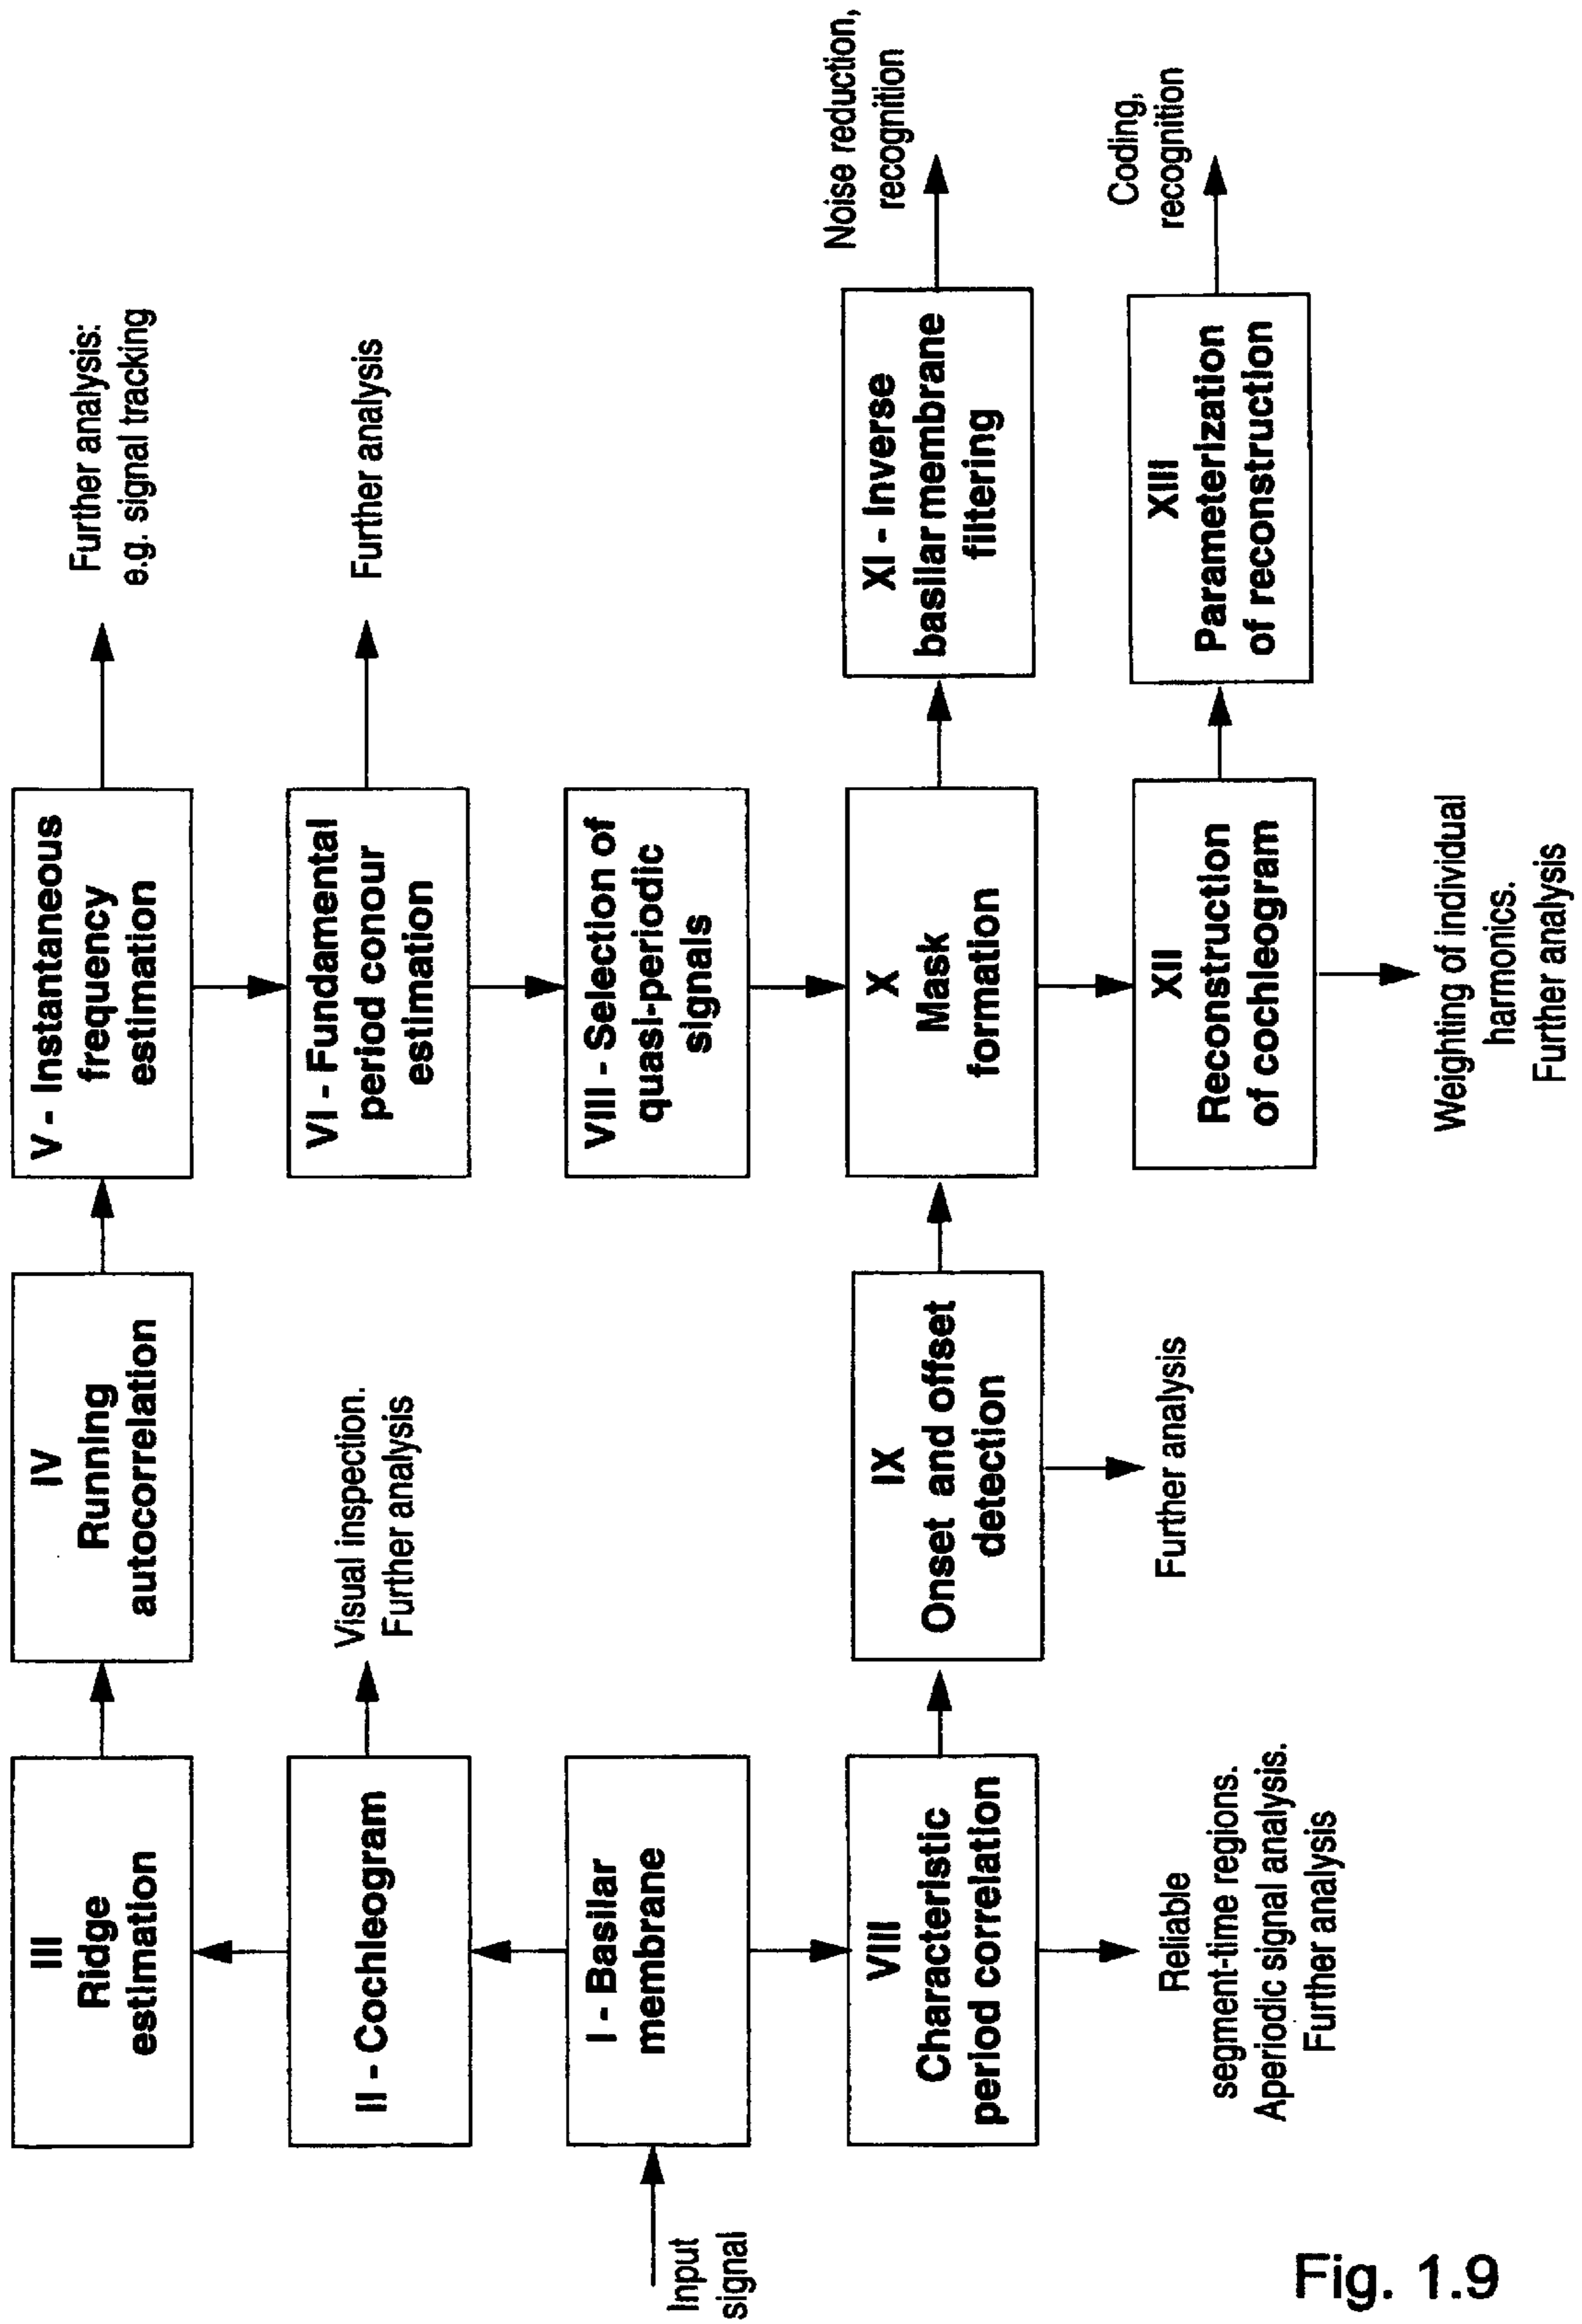 III
Ridge
estimation
IV
Running
autocorrelation
V - Instantaneous
frequency
estimation
Further analysis:
e.g. signal tracking
II - Cochleogram
Visual inspection.
Further analysis
VI - Fundamental
period conour
estimation
Further analysis
Input
signal
I - Basilar
membrane
VIII - Selection of
quasi-periodic
signals
VIII
Characteristic
period correlation
IX
Onset and offset
detection
X
Mask
formation
XI - Inverse
basilar membrane
filtering
Noise reduction,
recognition
Reliable
segment-time regions.
Aperiodic signal analysis.
Further analysis
Further analysis
XII
Reconstruction
of cochleogram
XIII
Parameterization
of reconstruction
Coding,
recognition
Weighting of individual
harmonics.
Further analysis
Fig. 1.9